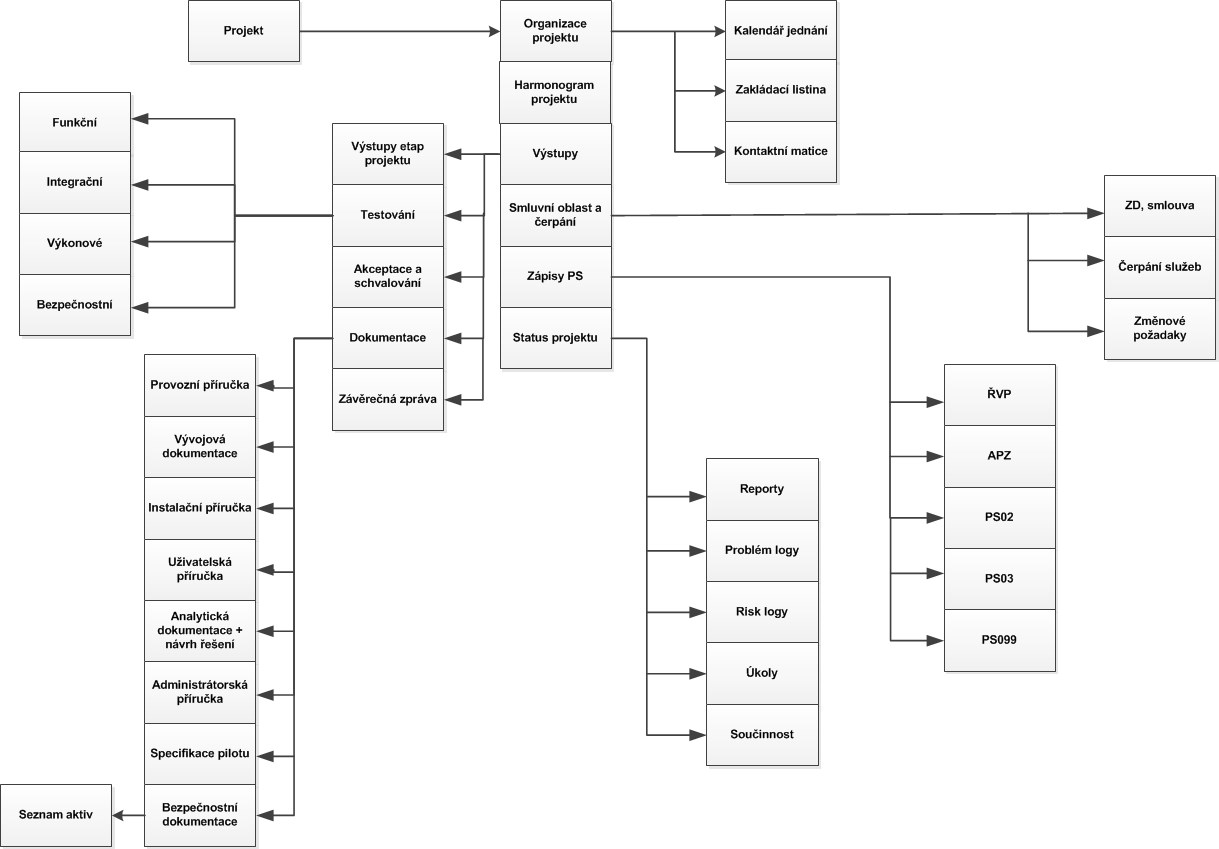 Projekt
Organizace
projektu
Kalendář jednání
Harmonogram
projektu
Zakládací listina
Výstupy
Kontaktní matice
Smluvní oblast a
čerpání
Zápisy PS
Status projektu
Výstupy etap
projektu
Testování
Akceptace a
schvalování
Dokumentace
Závěrečná zpráva
Funkční
Integrační
Výkonové
Bezpečnostní
ZD, smlouva
Čerpání služeb
Změnové
požadaky
Provozní příručka
Vývojová
dokumentace
Instalační příručka
Uživatelská
příručka
Analytická
dokumentace +
návrh řešení
Administrátorská
příručka
Specifikace pilotu
Bezpečnostní
dokumentace
Seznam aktiv
Reporty
Problém logy
Risk logy
Úkoly
Součinnost
ŘVP
APZ
PS02
PS03
PS099